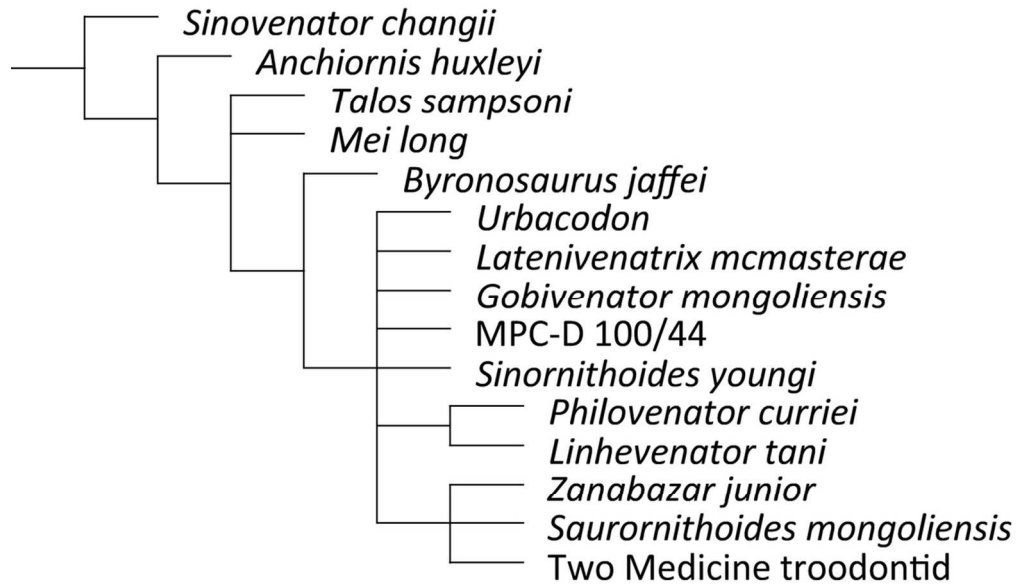 Sinovenator changii
Anchiornis huxleyi
Talos sampsoni
Mei long
Byronosaurus jaffei
Urbacodon
Latenivenatrix mcmasterae
Gobivenator mongoliensis
MPC-D 100/44
Sinornithoides youngi
Philovenator curriei
Linhevenator tani
Zanabazar junior
Saurornithoides mongoliensis
Two Medicine troodontid